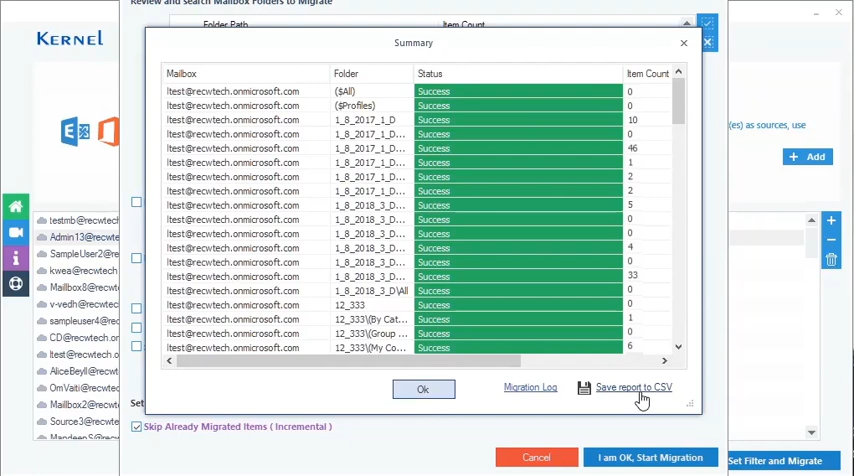 Review and search Mailbox Folders to Migrate
Folder Path Item Count
KERNEL
Summary
Mailbox Folder Status Item Count
ltest@recwtech.onmicrosoft.com ($All) Success 0
ltest@recwtech.onmicrosoft.com ($Profiles) Success 0
ltest@recwtech.onmicrosoft.com 1_8_2017_1_D Success 10
ltest@recwtech.onmicrosoft.com 1_8_2017_1_D... Success 0
ltest@recwtech.onmicrosoft.com 1_8_2017_1_D... Success 46
ltest@recwtech.onmicrosoft.com 1_8_2017_1_D... Success 1
ltest@recwtech.onmicrosoft.com 1_8_2017_1_D... Success 2
ltest@recwtech.onmicrosoft.com 1_8_2017_1_D... Success 2
ltest@recwtech.onmicrosoft.com 1_8_2018_3_D... Success 5
ltest@recwtech.onmicrosoft.com 1_8_2018_3_D... Success 0
ltest@recwtech.onmicrosoft.com 1_8_2018_3_D... Success 0
ltest@recwtech.onmicrosoft.com 1_8_2018_3_D... Success 4
ltest@recwtech.onmicrosoft.com 1_8_2018_3_D... Success 0
ltest@recwtech.onmicrosoft.com 1_8_2018_3_D... Success 33
ltest@recwtech.onmicrosoft.com 1_8_2018_3_D\All Success 0
ltest@recwtech.onmicrosoft.com 12_333 Success 0
ltest@recwtech.onmicrosoft.com 12_333\(By Cat... Success 1
ltest@recwtech.onmicrosoft.com 12_333\(Group ... Success 0
ltest@recwtech.onmicrosoft.com 12_333\(My Co... Success 6
Ok Migration Log Save report to CSV
(es) as sources, use
+ Add
testmb@recwtech
Admin13@recwte
SampleUser2@rec
kwea@recwtech
Mailbox8@recwtec
v-vedh@recwtech
sampleuser4@rec
CD@recwtech.onm
ltest@recwtech.on
AliceBeyll@recwte
OmVaiti@recwtec
Mailbox2@recwtec
Source3@recwtec
MandeepS@recwt
Set
Skip Already Migrated Items ( Incremental )
Cancel I am OK, Start Migration
Set Filter and Migrate